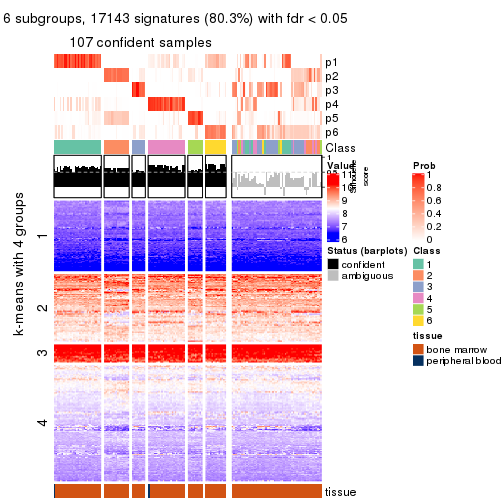 6 subgroups, 17143 signatures (80.3%) with fdr < 0.05
107 confident samples
p1
p2
p3
p4
p5
p6
Class
1
Silhouette
score
k-means with 4 groups
1
2
3
4
tissue
Value
11
10
9
8
7
6
Prob
1
0.8
0.6
0.4
0.2
0
Status (barplots)
confident
ambiguous
Class
1
2
3
4
5
6
tissue
bone marrow
peripheral blood